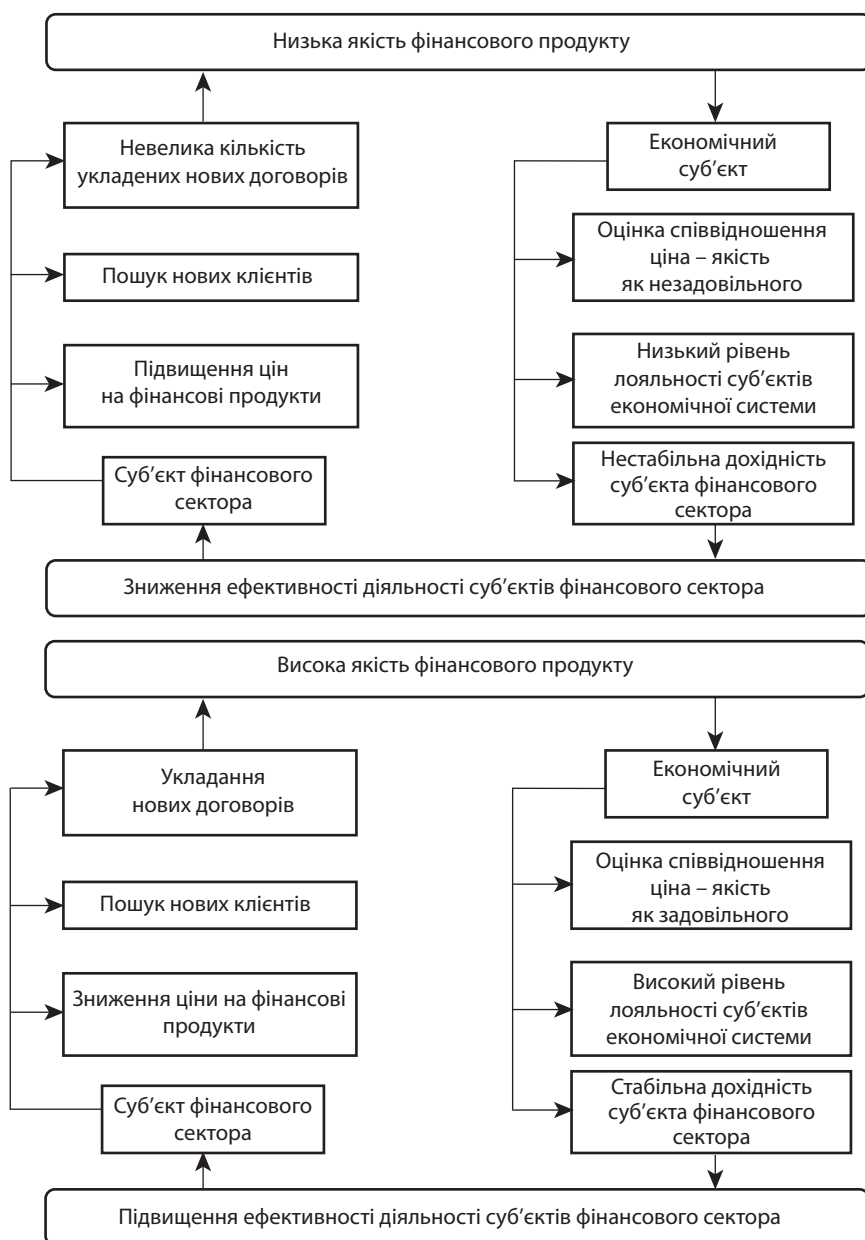 Низька якість фінансового продукту
Невелика кількість
укладених нових договорів
Пошук нових клієнтів
Підвищення цін
на фінансові продукти
Суб’єкт фінансового
сектора
Економічний
суб’єкт
Оцінка співвідношення
ціна – якість
як незадовільного
Низький рівень
лояльності суб’єктів
економічної системи
Нестабільна дохідність
суб’єкта фінансового
сектора
Зниження ефективності діяльності суб’єктів фінансового сектора
Висока якість фінансового продукту
Укладання
нових договорів
Пошук нових клієнтів
Зниження ціни на фінансові
продукти
Суб’єкт фінансового
сектора
Економічний
суб’єкт
Оцінка співвідношення
ціна – якість
як задовільного
Високий рівень
лояльності суб’єктів
економічної системи
Стабільна дохідність
суб’єкта фінансового
сектора
Підвищення ефективності діяльності суб’єктів фінансового сектора